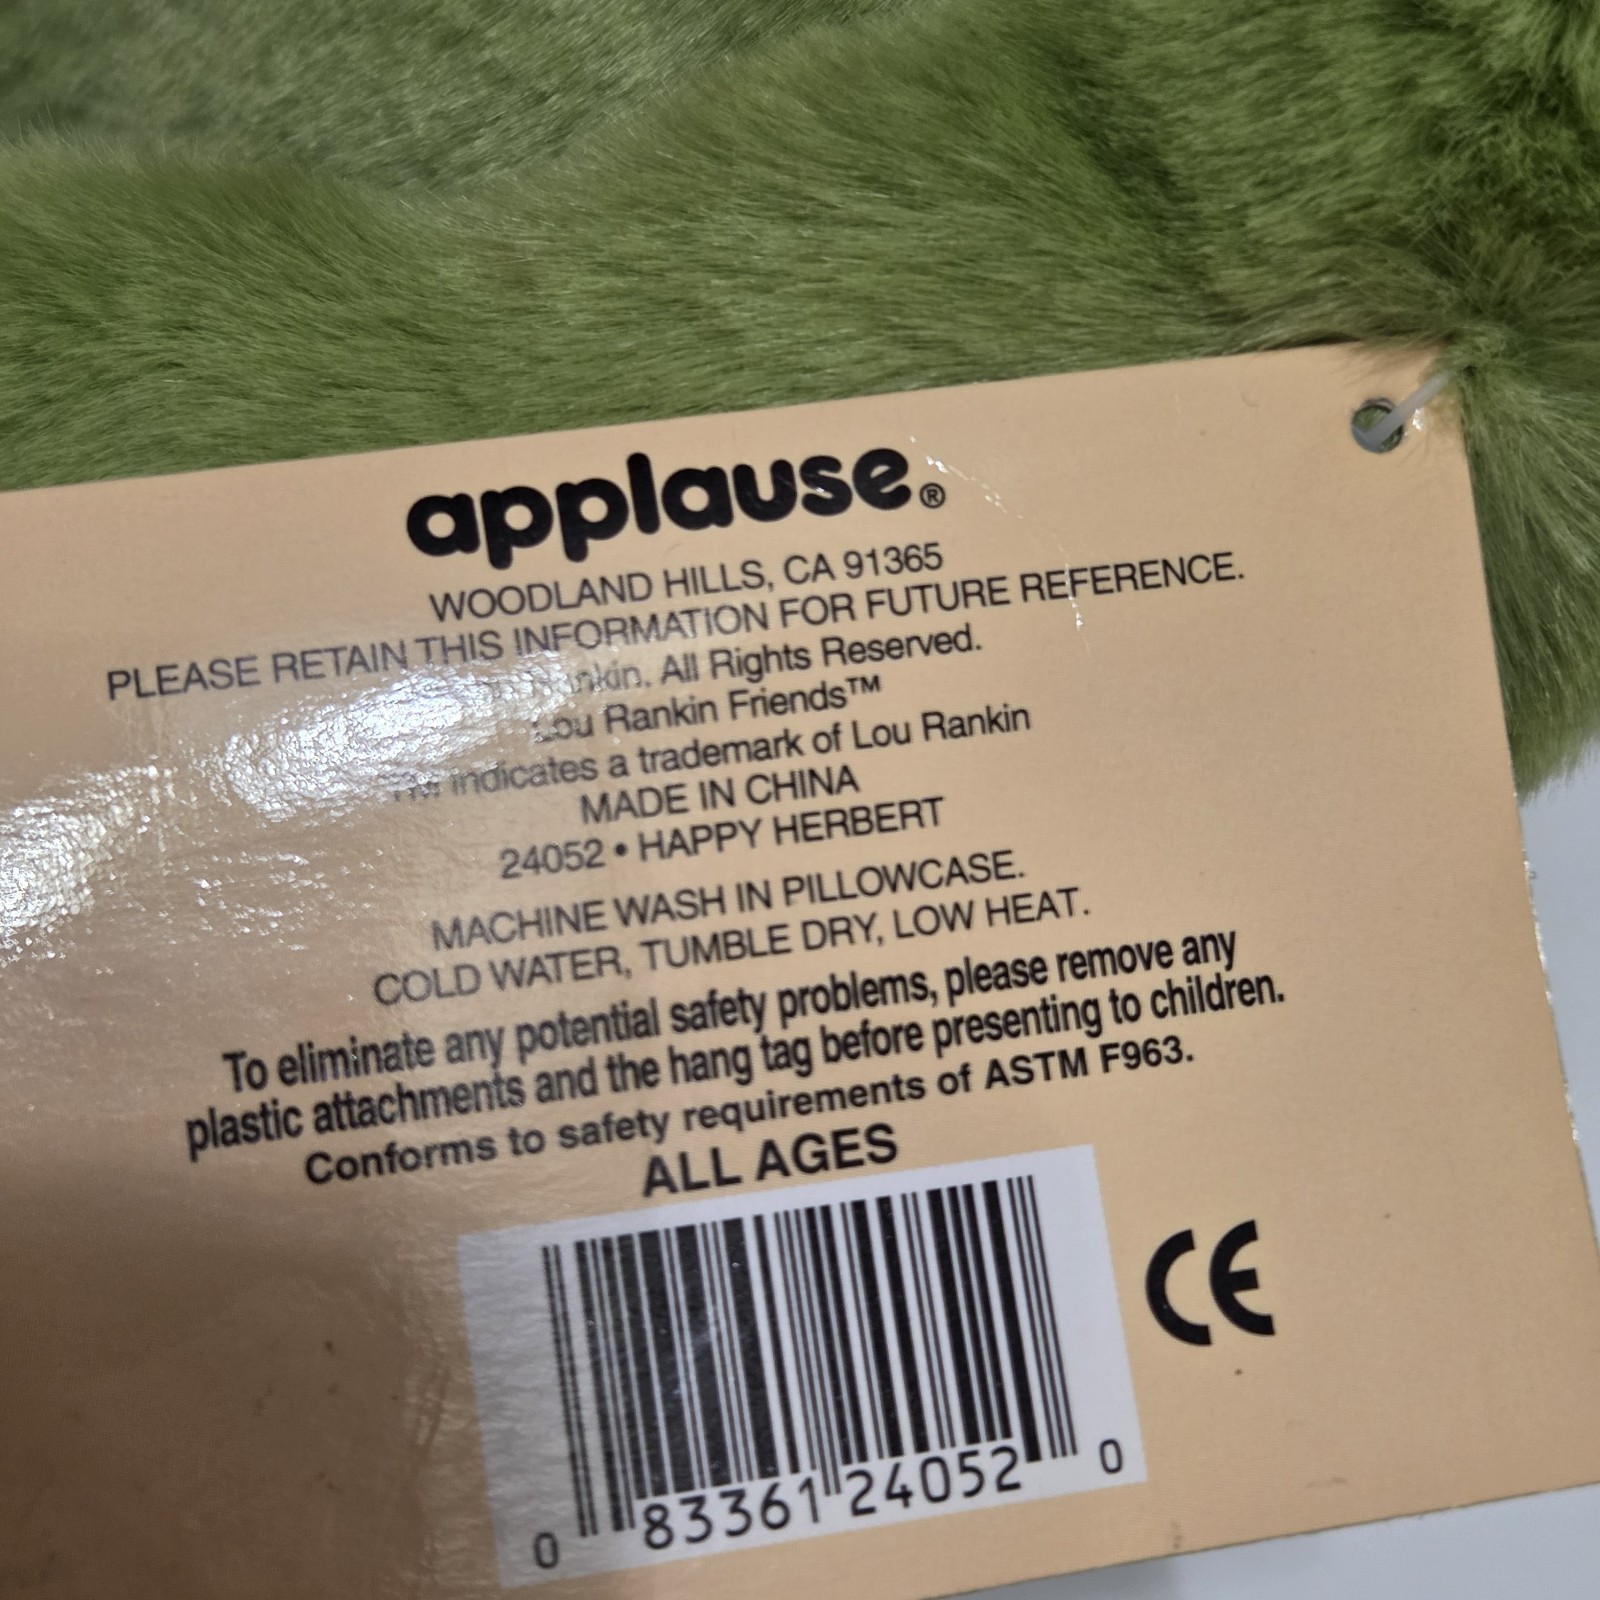 applause®
WOODLAND HILLS, CA 91365
PLEASE RETAIN THIS INFORMATION FOR FUTURE REFERENCE.
Rankin. All Rights Reserved.
Lou Rankin Friends™
TM indicates a trademark of Lou Rankin
MADE IN CHINA
24052 • HAPPY HERBERT
MACHINE WASH IN PILLOWCASE.
COLD WATER, TUMBLE DRY, LOW HEAT.
To eliminate any potential safety problems, please remove any
plastic attachments and the hang tag before presenting to children.
Conforms to safety requirements of ASTM F963.
ALL AGES
CE
0 83361 24052 0